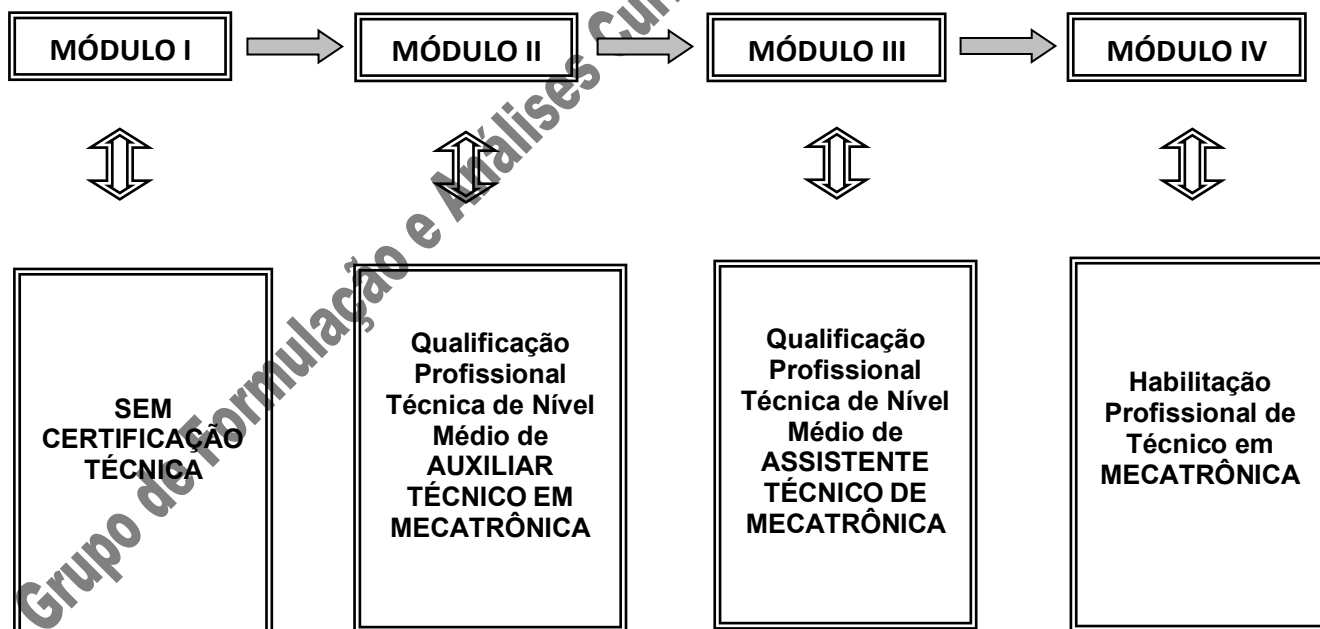 MÓDULO I
MÓDULO II
MÓDULO III
MÓDULO IV
SEM
CERTIFICAÇÃO
TÉCNICA
Qualificação
Profissional
Técnica de Nível
Médio de
AUXILIAR
TÉCNICO EM
MECATRÔNICA
Qualificação
Profissional
Técnica de Nível
Médio de
ASSISTENTE
TÉCNICO DE
MECATRÔNICA
Habilitação
Profissional de
Técnico em
MECATRÔNICA
Grupo de Formulação e Análises